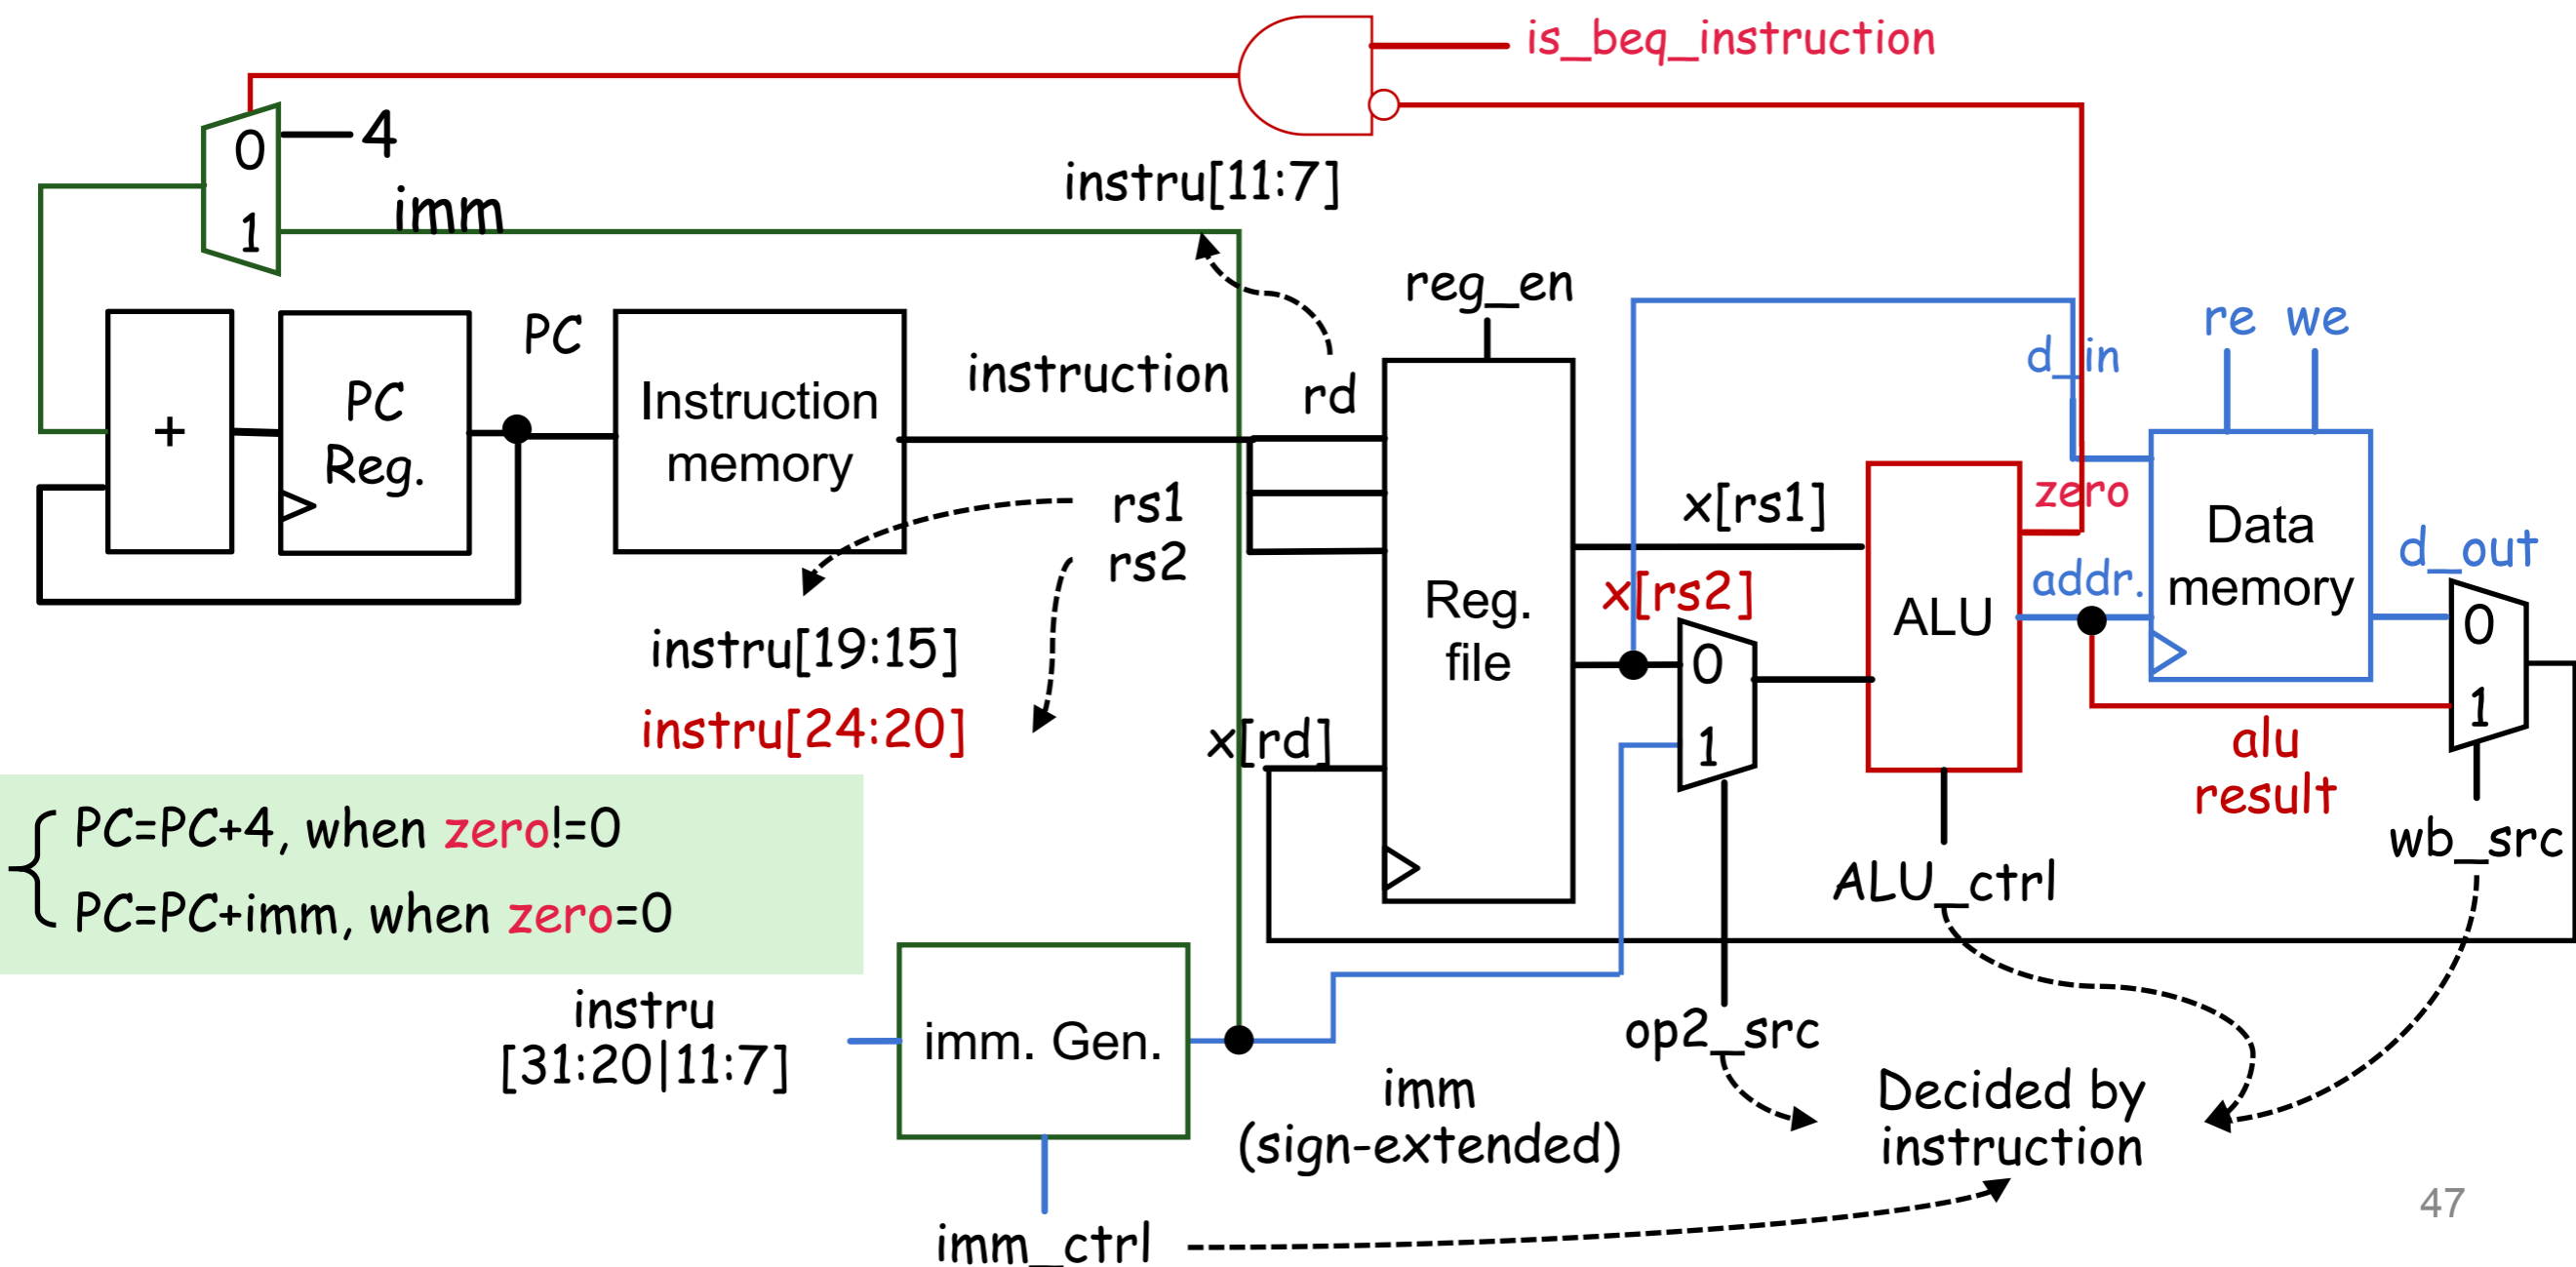 is_beq_instruction
0
4
instru[11:7]
imm
1
reg_en
PC
re we
d_in
instruction
rd
+
PC
Reg.
Instruction
memory
zero
rs1
x[rs1]
Data
memory
d_out
rs2
x[rs2]
addr.
Reg.
file
ALU
0
instru[19:15]
0
instru[24:20]
x[rd]
1
1
alu
result
PC=PC+4, when zero!=0
wb_src
PC=PC+imm, when zero=0
ALU_ctrl
instru
[31:20|11:7]
imm. Gen.
op2_src
imm
(sign-extended)
Decided by
instruction
imm_ctrl
47